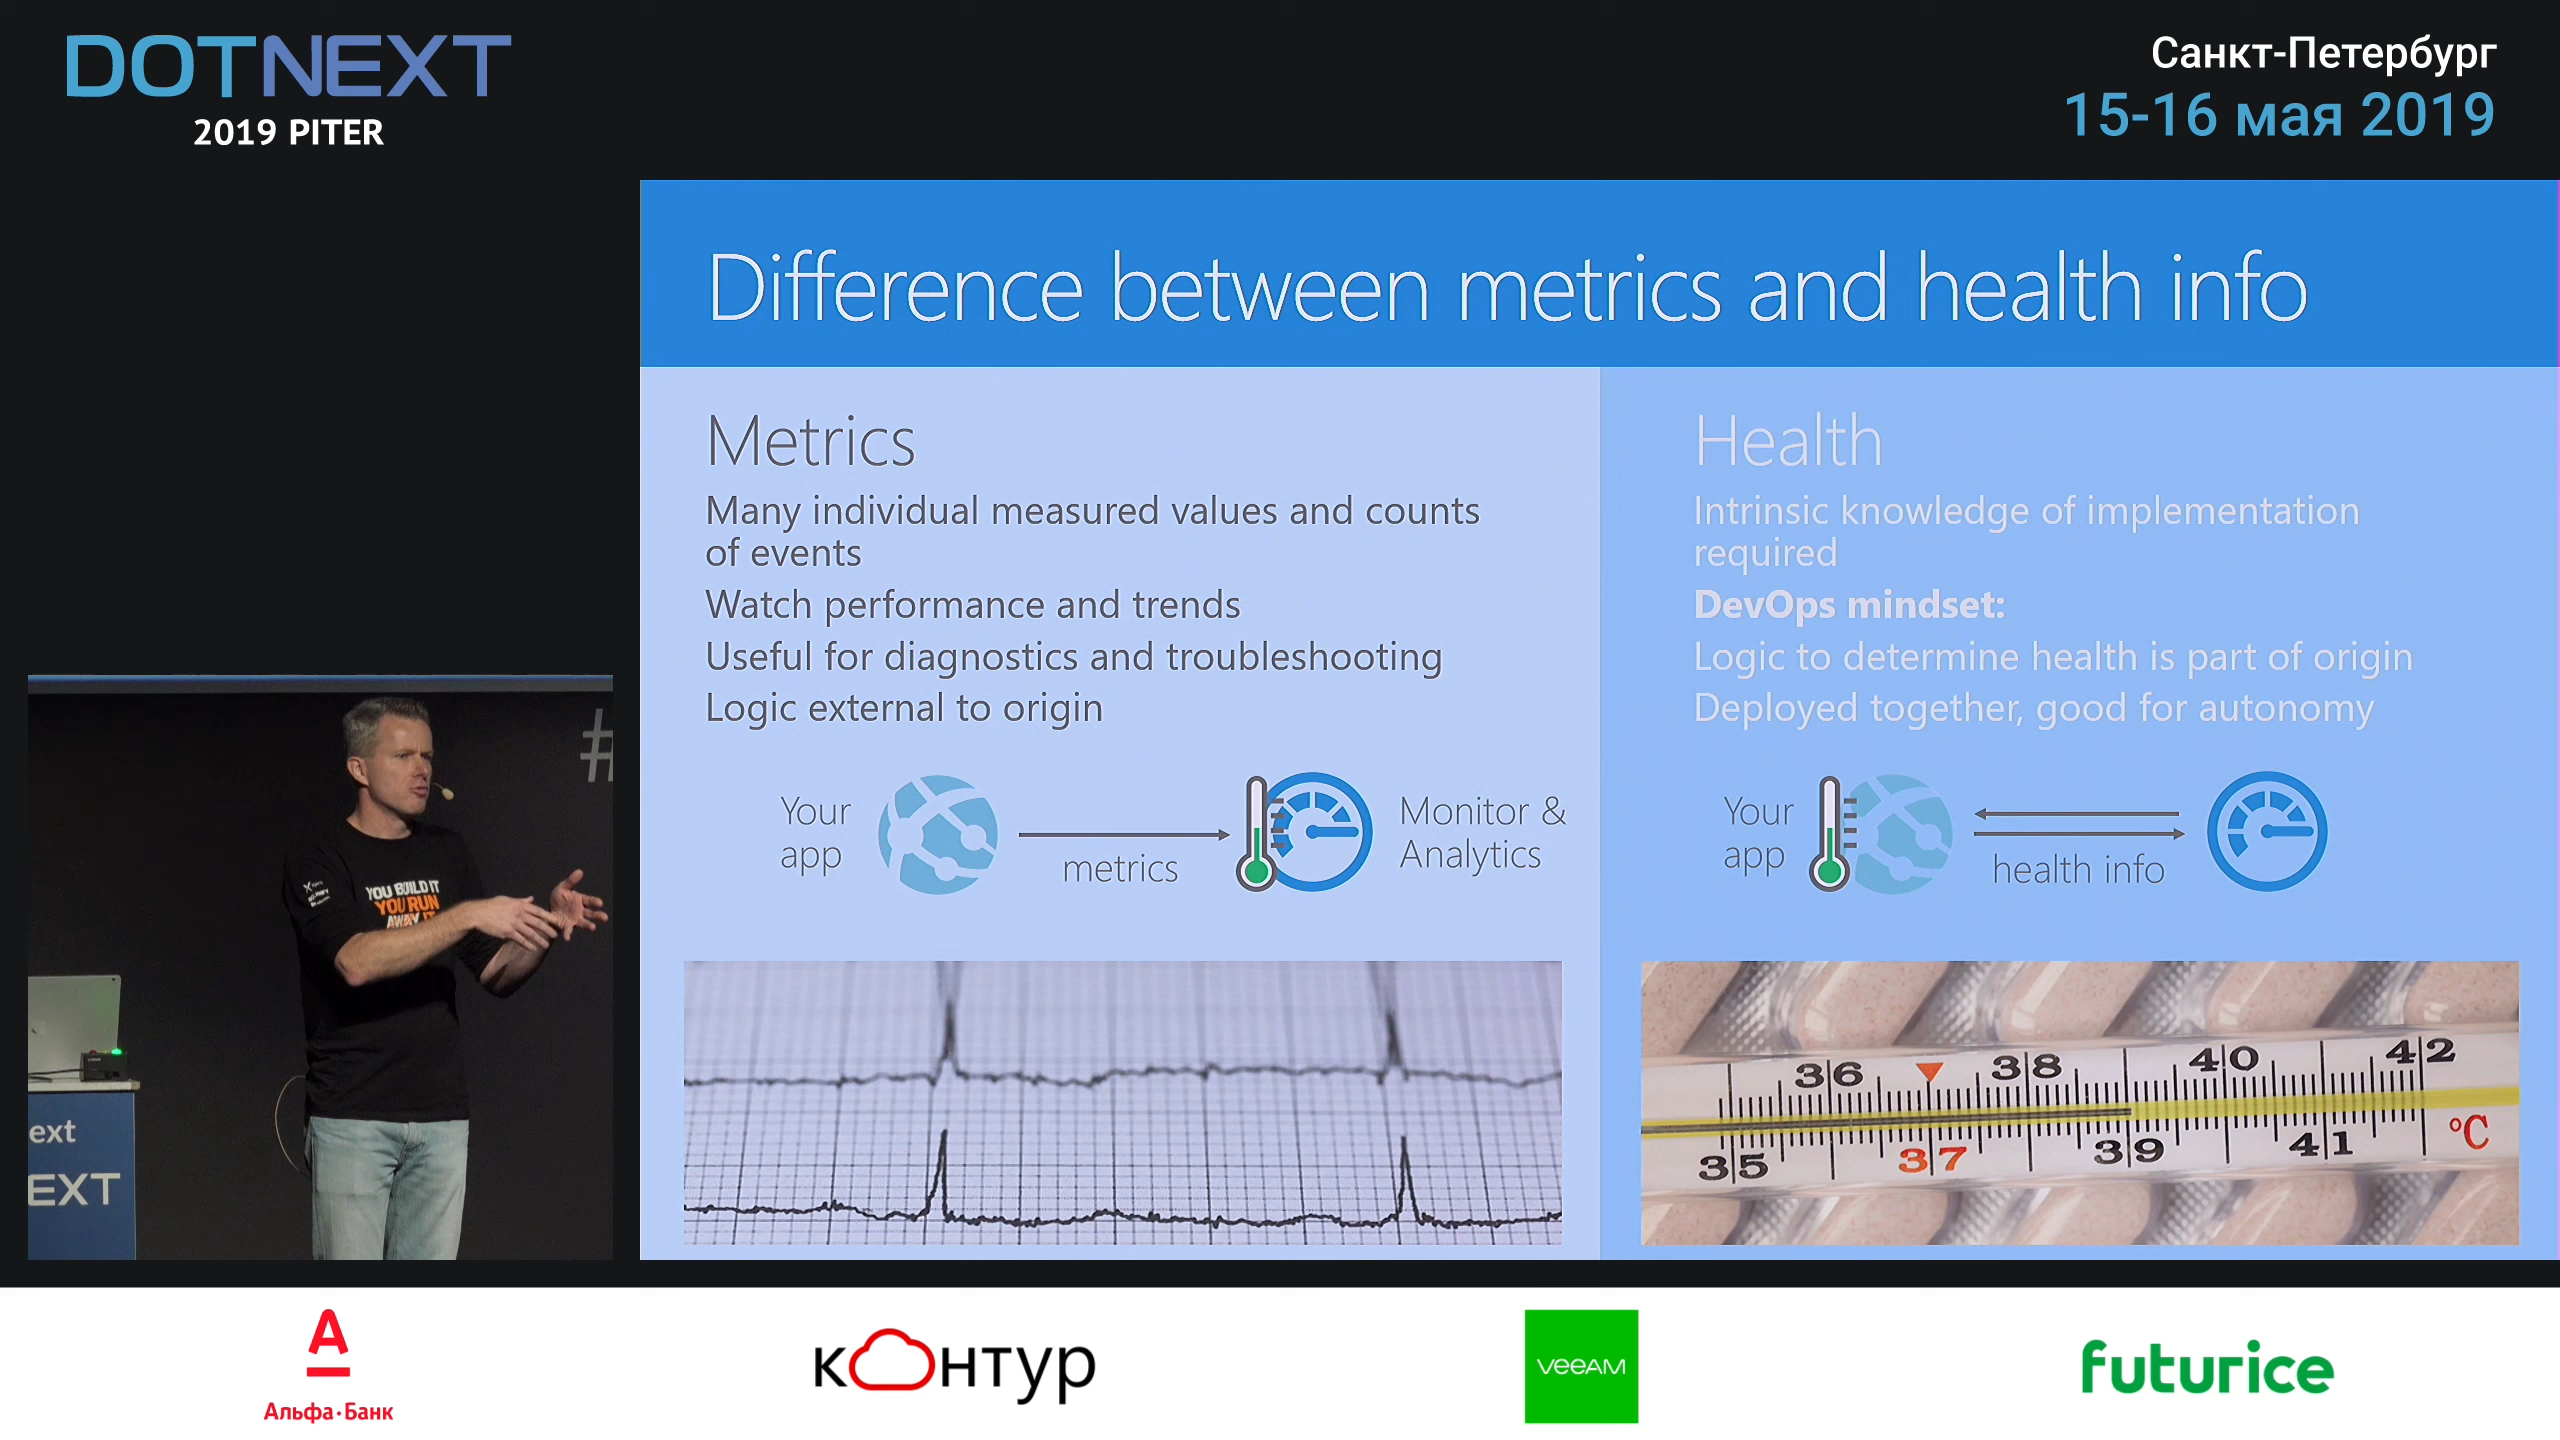 DOTNEXT
2019 PITER
Санкт-Петербург
15-16 мая 2019
Difference between metrics and health info
Metrics
Many individual measured values and counts
of events
Watch performance and trends
Useful for diagnostics and troubleshooting
Logic external to origin
Your
app
metrics
Monitor &
Analytics
Health
Intrinsic knowledge of implementation
required
DevOps mindset:
Logic to determine health is part of origin
Deployed together, good for autonomy
Your
app
health info
36 38 40 42
35 37 39 41 °C
#
YOU BUILD IT
YOU RUN
AWAY IT
ext
EXT
Альфа·Банк
контур
veeAM
futurice